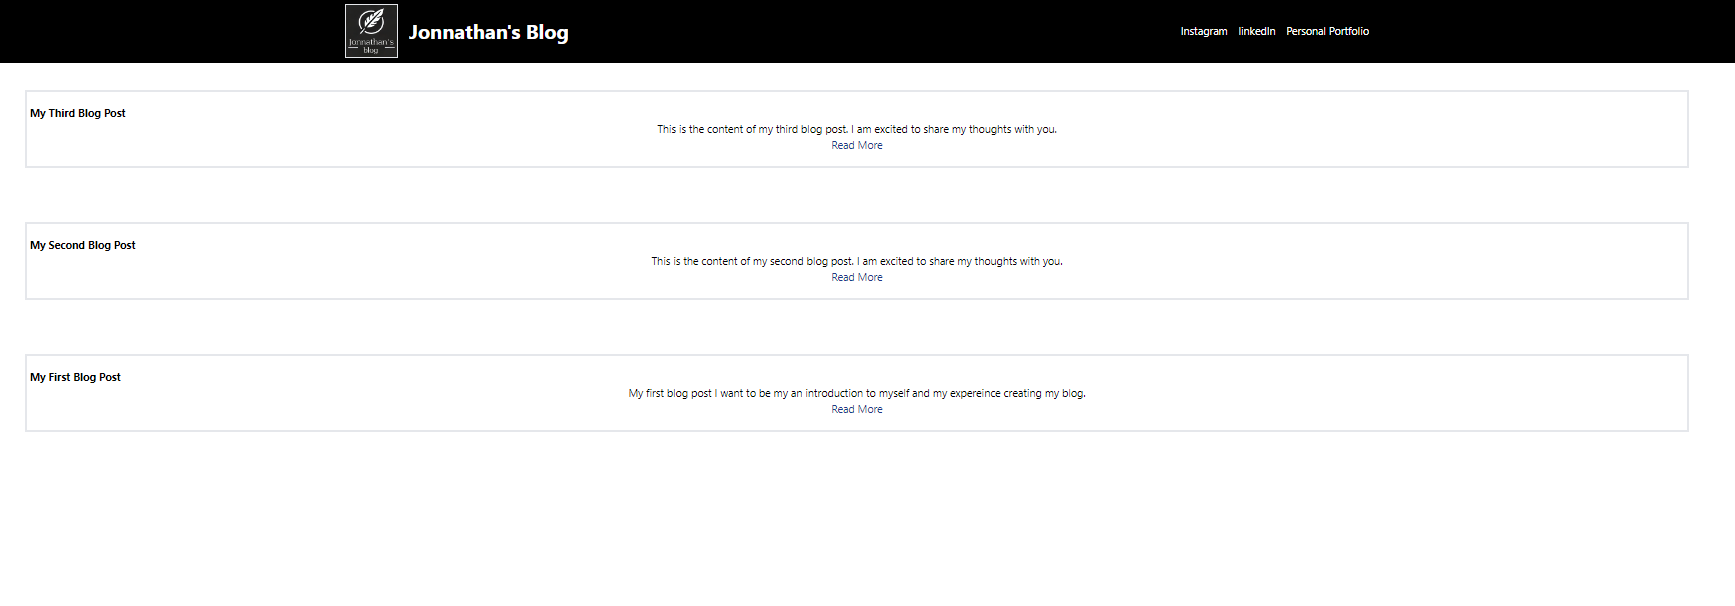 Jonnathan's
blog
Jonnathan's Blog
Instagram linkedIn Personal Portfolio
My Third Blog Post
This is the content of my third blog post. I am excited to share my thoughts with you.
Read More
My Second Blog Post
This is the content of my second blog post. I am excited to share my thoughts with you.
Read More
My First Blog Post
My first blog post I want to be my an introduction to myself and my expereince creating my blog.
Read More